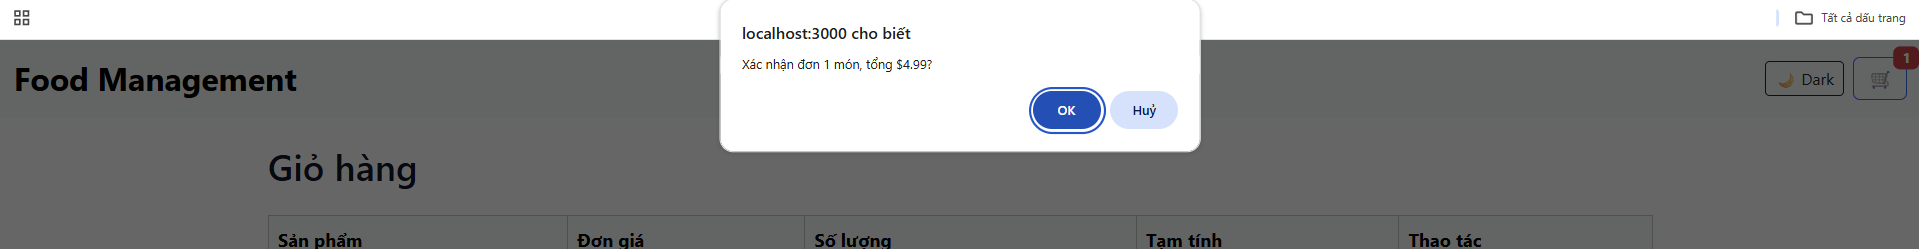 Tất cả dấu trang
localhost:3000 cho biết
Xác nhận đơn 1 món, tổng $4.99?
OK
Huỷ
Food Management
Dark
1
Giỏ hàng
Sản phẩm Đơn giá Số lượng Tạm tính Thao tác